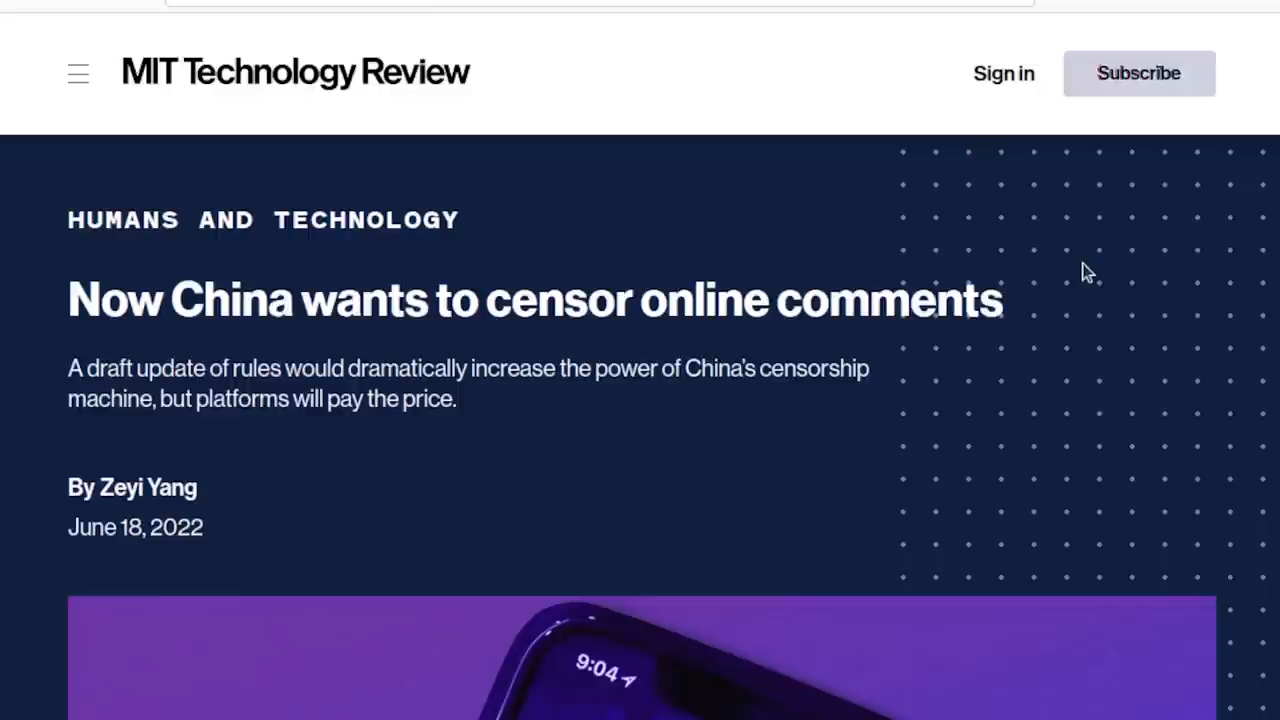 MIT Technology Review
Sign in
Subscribe
HUMANS AND TECHNOLOGY
Now China wants to censor online comments
A draft update of rules would dramatically increase the power of China’s censorship
machine, but platforms will pay the price.
By Zeyi Yang
June 18, 2022
9:04